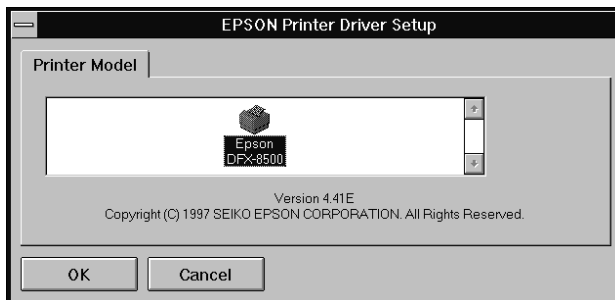 EPSON Printer Driver Setup
Printer Model
Epson
DFX-8500
Version 4.41E
Copyright (C) 1997 SEIKO EPSON CORPORATION. All Rights Reserved.
OK
Cancel